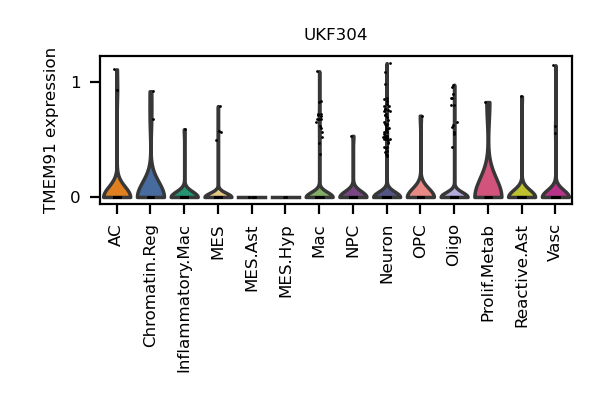 UKF304
TMEM91 expression
1
0
AC
Chromatin.Reg
Inflammatory.Mac
MES
MES.Ast
MES.Hyp
Mac
NPC
Neuron
OPC
Oligo
Prolif.Metab
Reactive.Ast
Vasc